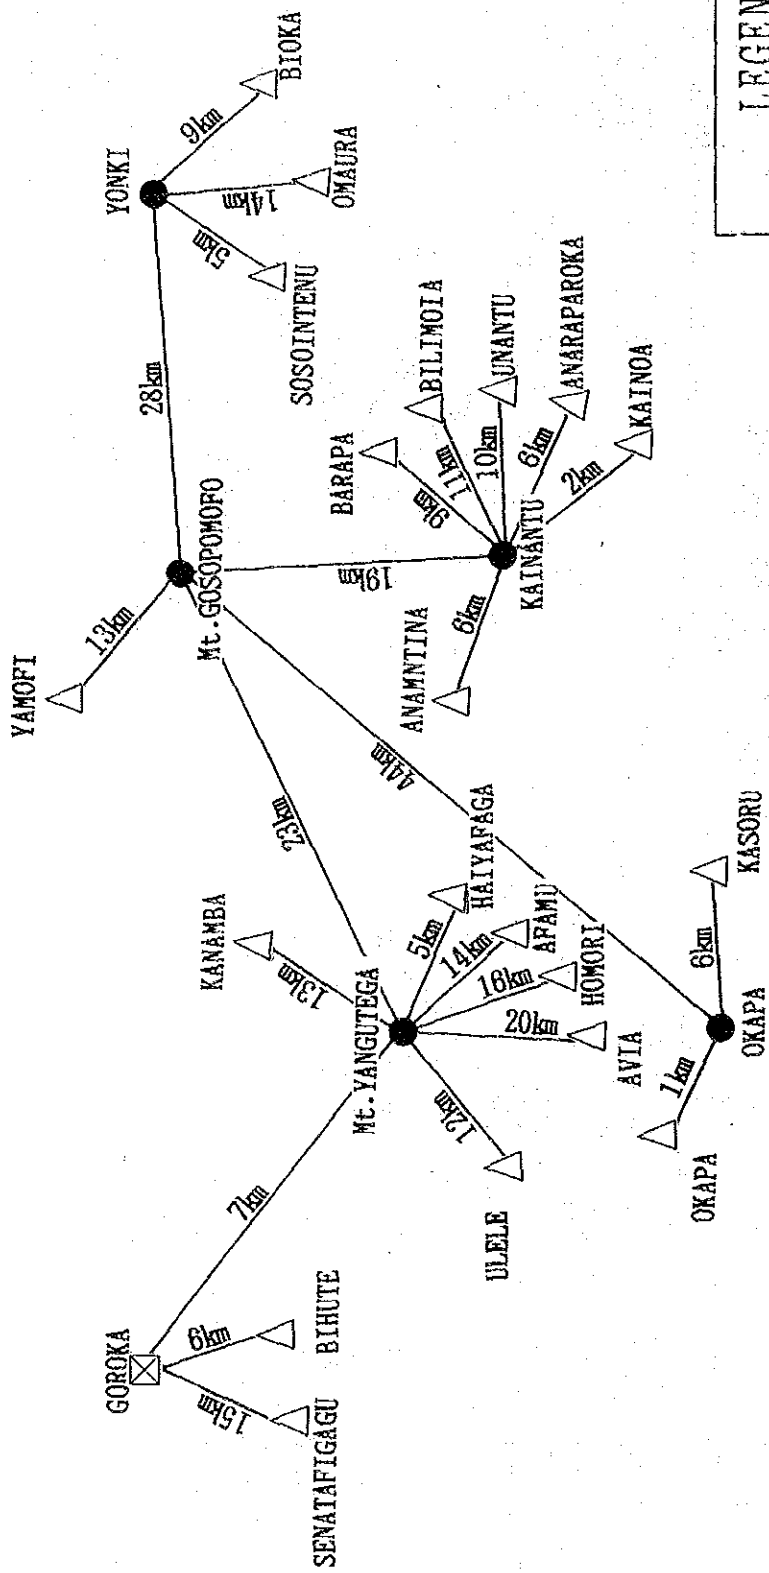 GOROKA
15km
SENATAFIGAGU
6km
BIHUTE
7km
Mt.YANGUTEGA
KANAMBA
13km
5km
HAIYAFAGA
14km
AFAMU
16km
HOMORI
20km
AVIA
12km
ULELE
23km
YAMOFI
13km
Mt.GOSOPOMOFO
28km
YONKI
9km
BIOKA
14km
OMAURA
5km
SOSOINTENU
19km
KAINANTU
BARAPA
9km
BILIMOIA
11km
UNANTU
10km
ANARAPAROKA
6km
KAINOA
2km
ANAMNTINA
6km
44km
OKAPA
1km
OKAPA
6km
KASORU
LEGEN